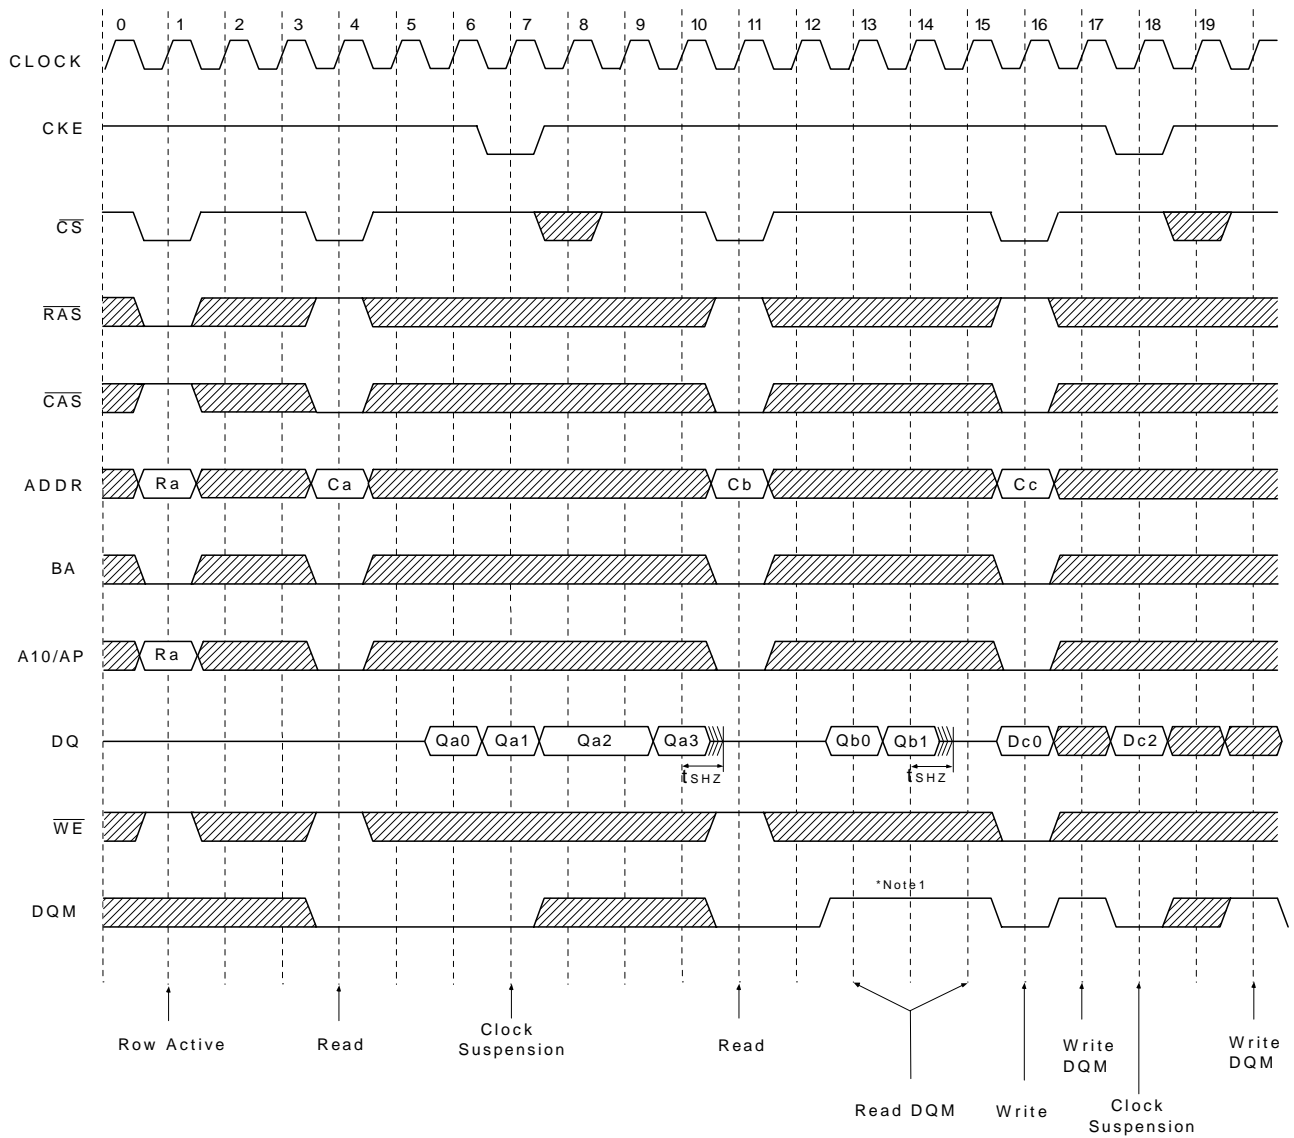 0 1 2 3 4 5 6 7 8 9 10 11 12 13 14 15 16 17 18 19
CLOCK
CKE
CS
RAS
CAS
ADDR Ra Ca Cb Cc
BA
A10/AP Ra
DQ Qa0 Qa1 Qa2 Qa3 Qb0 Qb1 Dc0 Dc2
tSHZ tSHZ
WE
*Note1
DQM
Row Active
Read
Clock
Suspension
Read
Read DQM
Write
Write
DQM
Clock
Suspension
Write
DQM